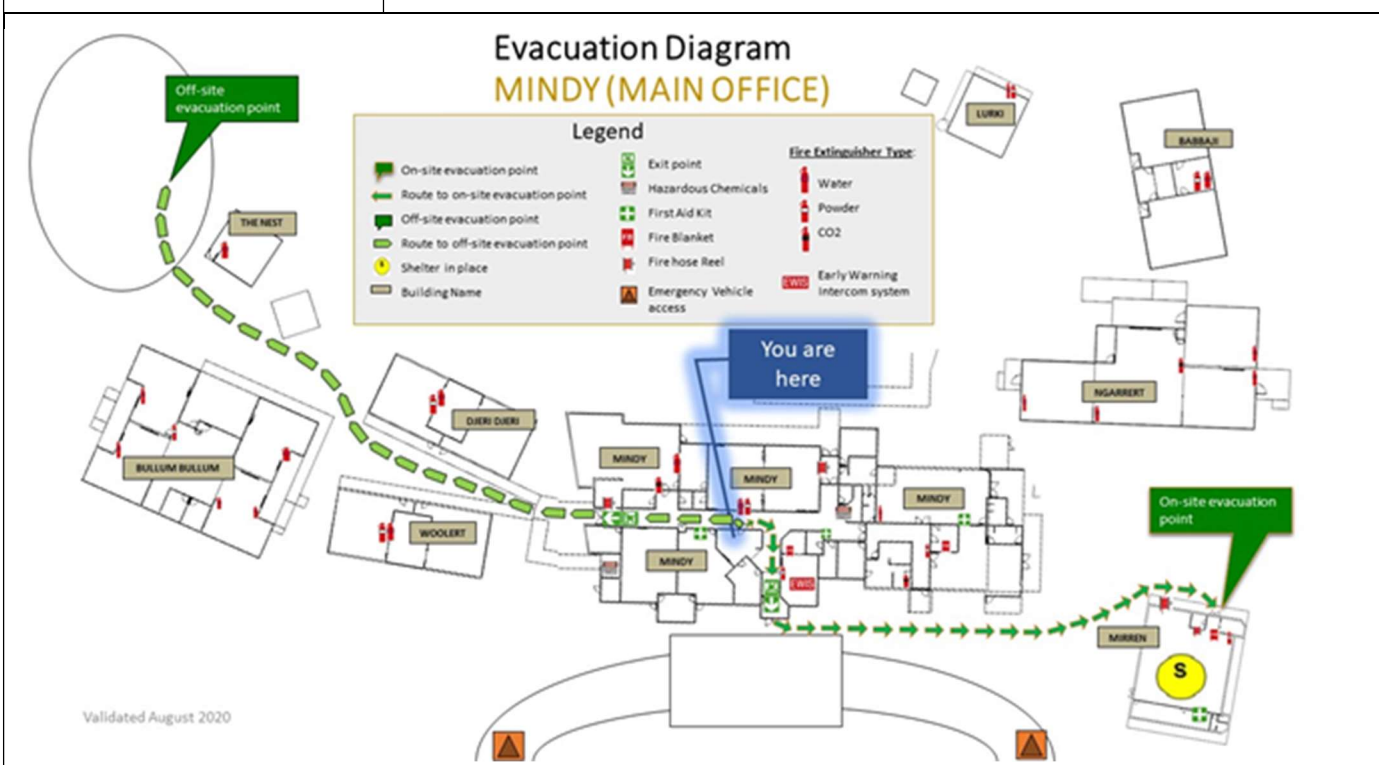 Evacuation Diagram
MINDY (MAIN OFFICE)
Off-site
evacuation point
Legend
On-site evacuation point
Route to on-site evacuation point
Off-site evacuation point
Route to off-site evacuation point
S
Shelter in place
Building Name
Exit point
Hazardous Chemicals
First Aid Kit
FB
Fire Blanket
Fire hose Reel
Emergency Vehicle
access
Fire Extinguisher Type:
Water
Powder
CO2
EWIS
Early Warning
Intercom system
LURKI
BABBAJI
THE NEST
You are
here
NGARRERT
DJERI DJERI
BULLUM BULLUM
WOOLERT
MINDY
MINDY
MINDY
MINDY
EWIS
On-site evacuation
point
MIRREN
S
Validated August 2020